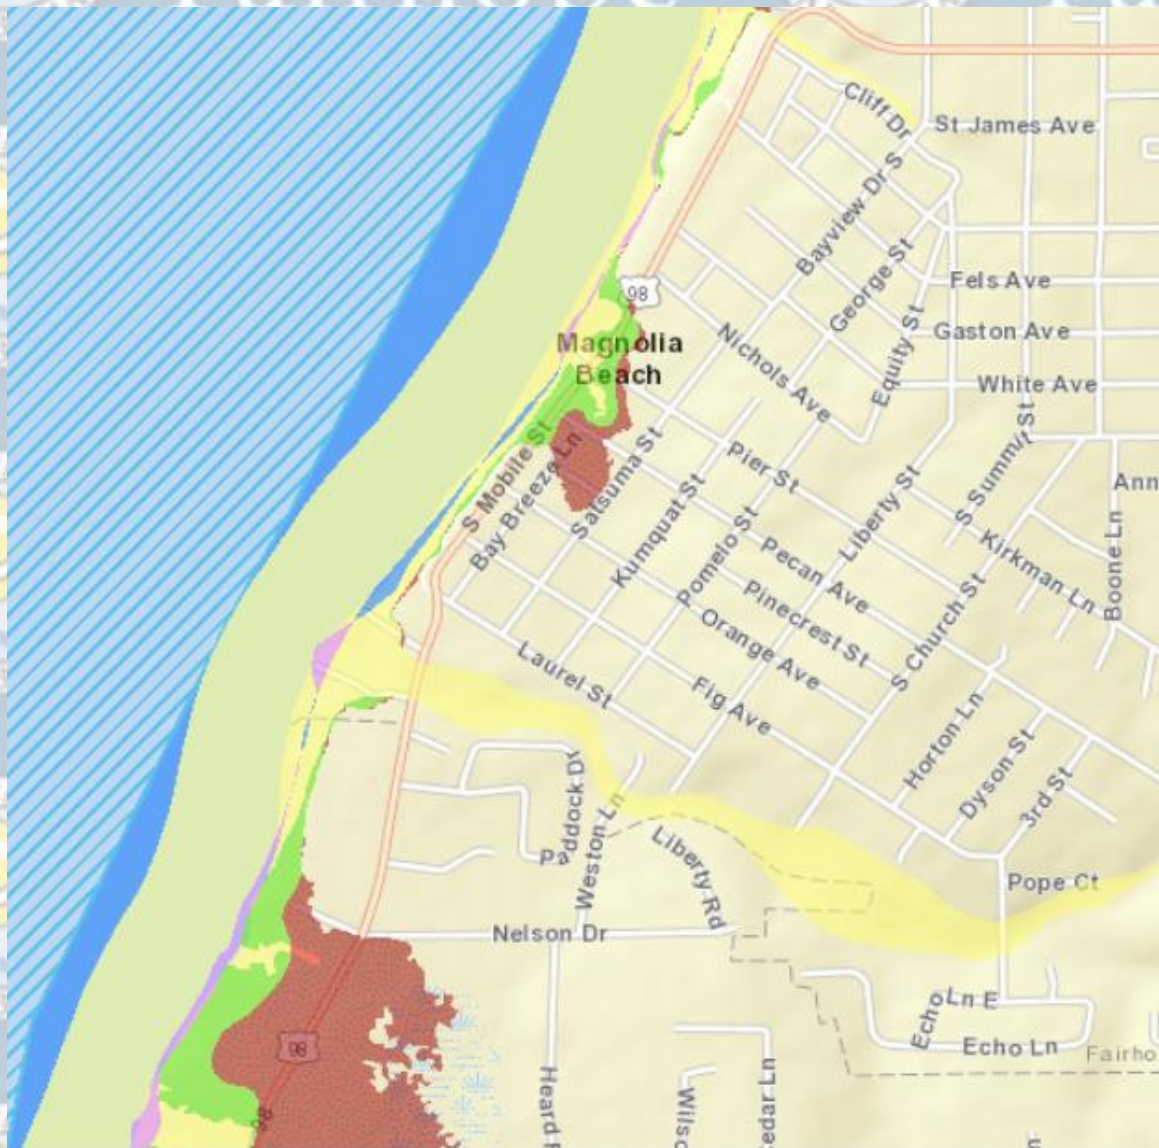 Cliff Dr
St James Ave
Bayview Dr S
George St
Fels Ave
98
Gaston Ave
Magnolia
Beach
Nichols Ave
Equity St
White Ave
S Summit St
S Mobile St
Bay Breeze Ln
Satsuma St
Pier St
Liberty St
Ann
Kumquat St
Pomelo St
Pecan Ave
Kirkman Ln
Boone Ln
Pinecrest St
Orange Ave
S Church St
Laurel St
Fig Ave
Horton Ln
Dyson St
3rd St
Paddock Dr
Weston Ln
Liberty Rd
Pope Ct
Nelson Dr
Echo Ln E
Echo Ln
Fairho
98
98
Heard
Wilso
edar Ln